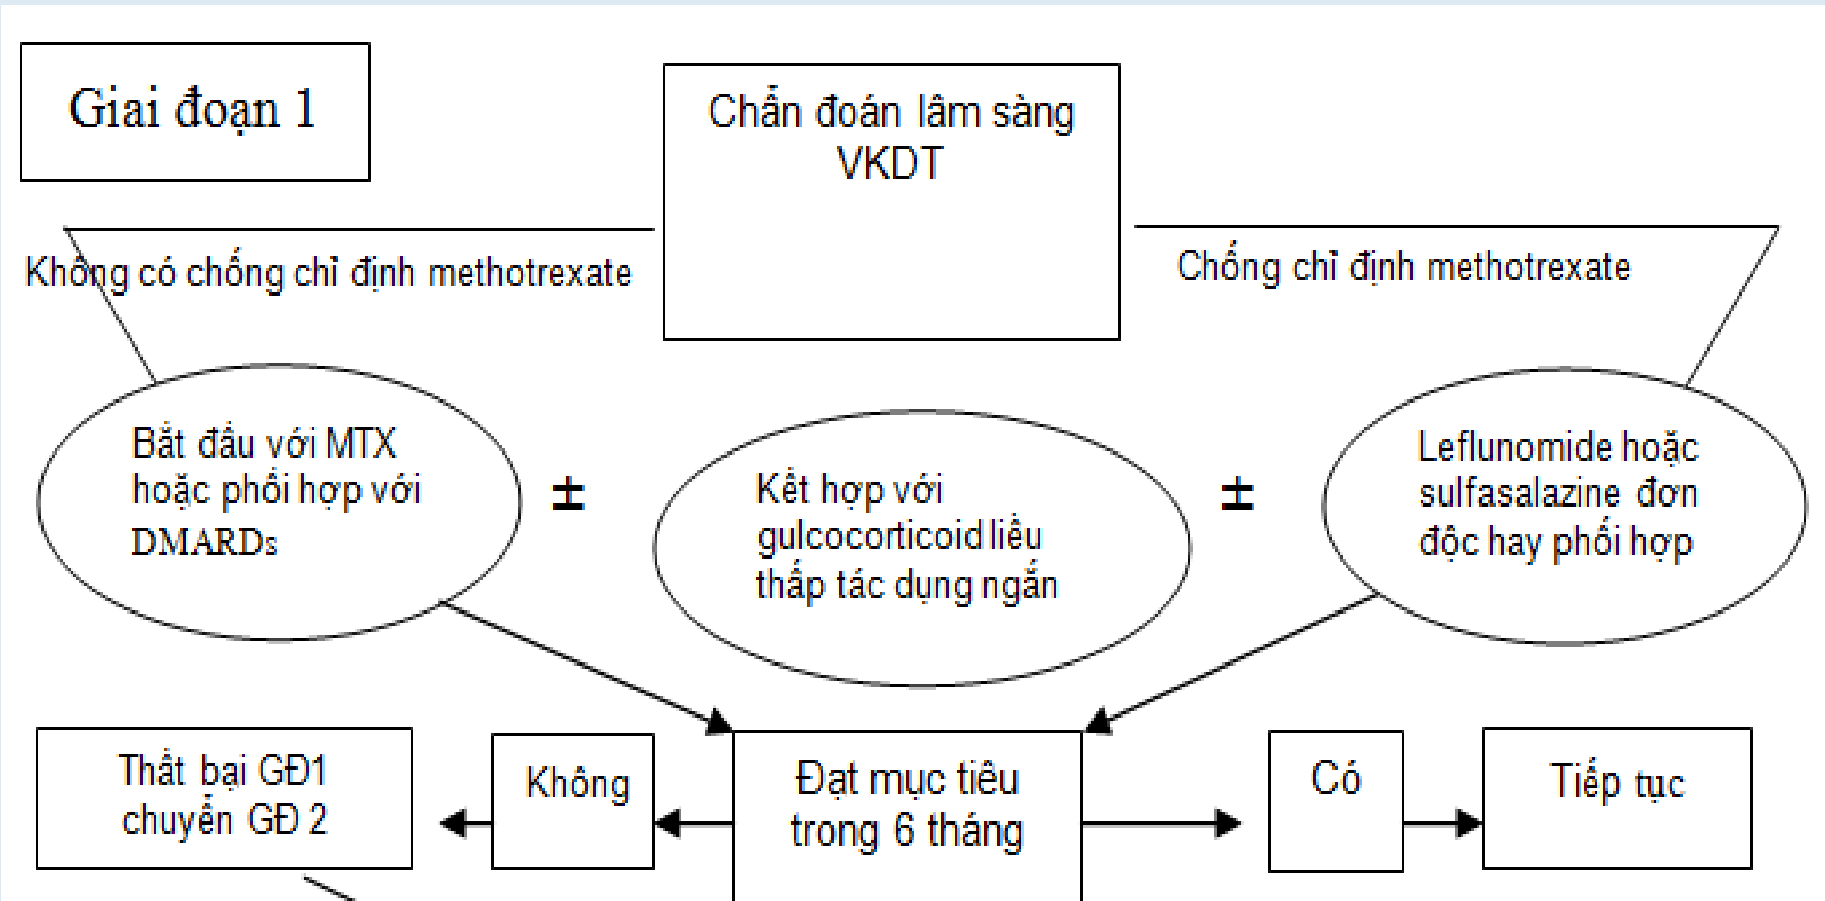 Giai đoạn 1
Chẩn đoán lâm sàng
VKDT
Không có chống chỉ định methotrexate
Chống chỉ định methotrexate
Bắt đầu với MTX
hoặc phối hợp với
DMARDs
±
Kết hợp với
gulcocorticoid liều
thấp tác dụng ngắn
±
Leflunomide hoặc
sulfasalazine đơn
độc hay phối hợp
Thất bại GĐ1
chuyển GĐ 2
Không
Đạt mục tiêu
trong 6 tháng
Có
Tiếp tục